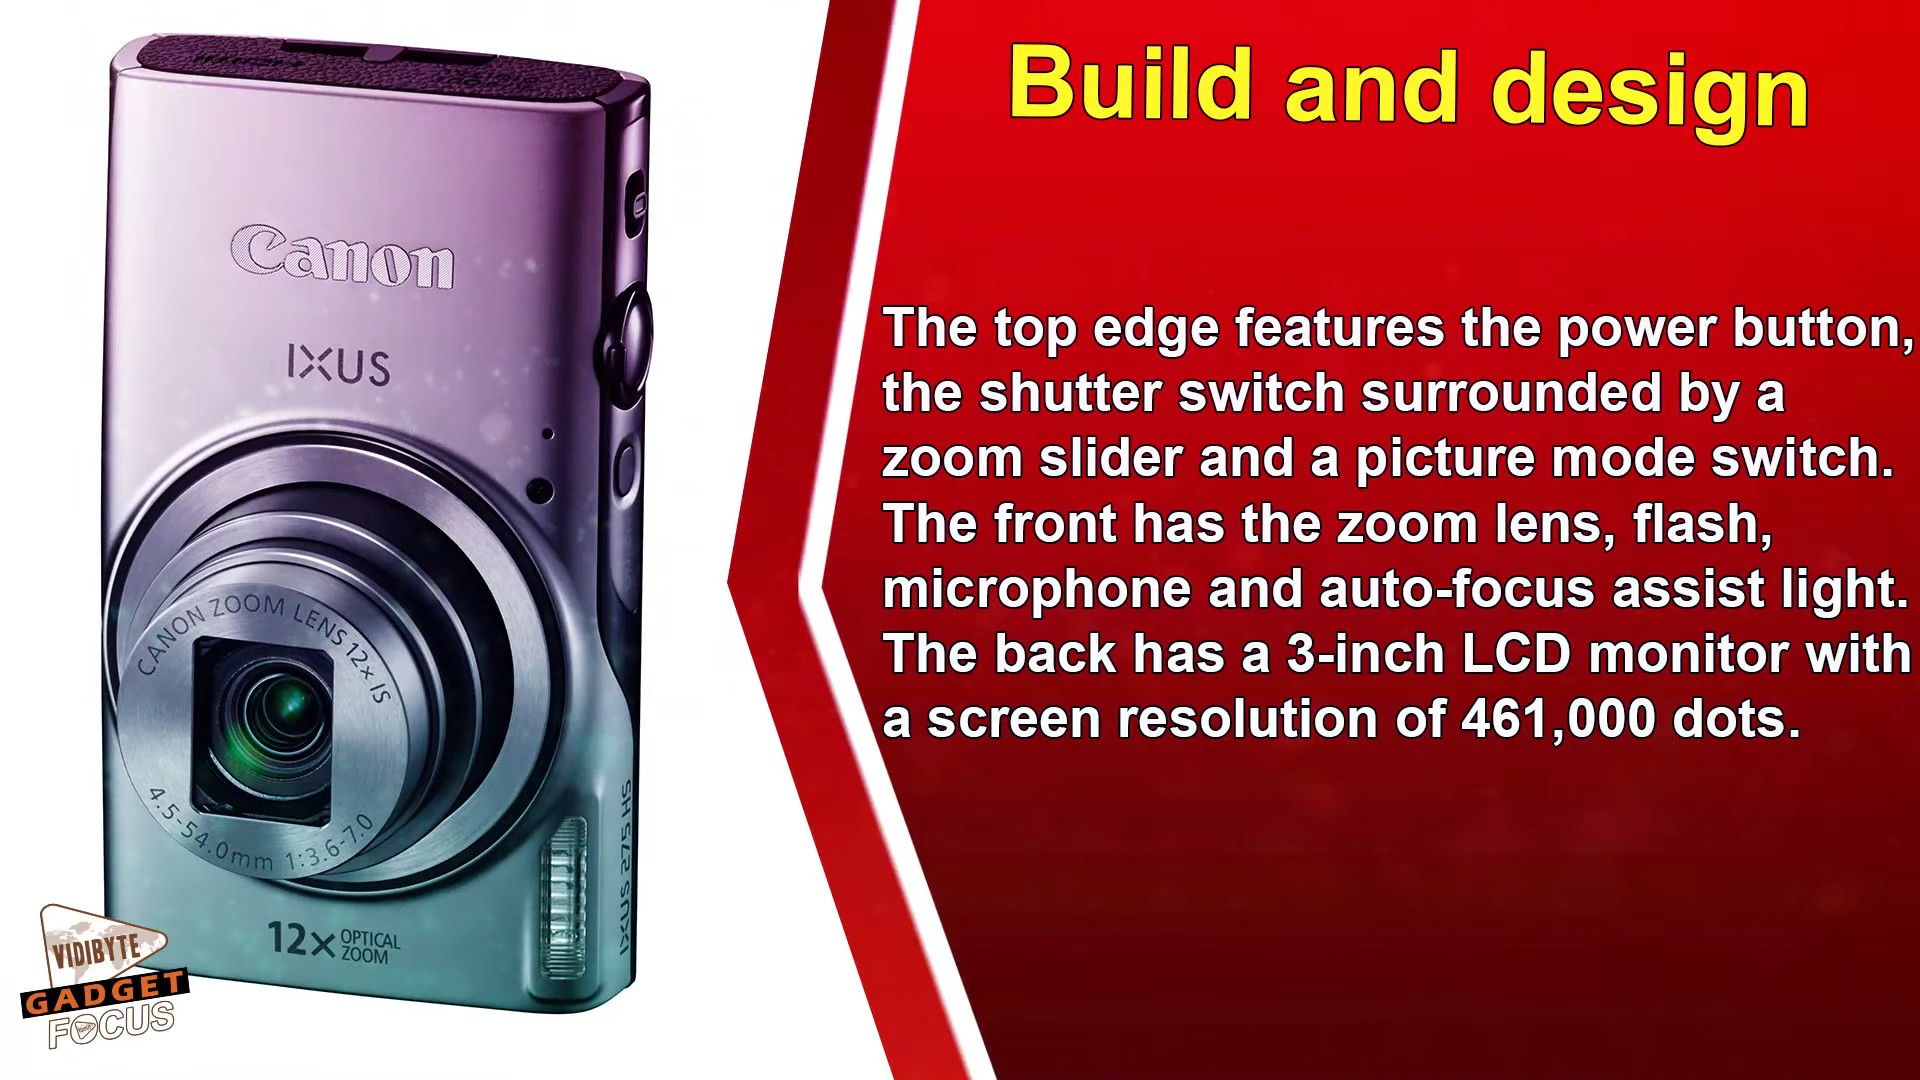 Build and design
The top edge features the power button,
the shutter switch surrounded by a
zoom slider and a picture mode switch.
The front has the zoom lens, flash,
microphone and auto-focus assist light.
The back has a 3-inch LCD monitor with
a screen resolution of 461,000 dots.
Canon
IXUS
CANON ZOOM LENS 12x IS
4.5-54.0mm 1:3.6-7.0
12x OPTICAL
ZOOM
IXUS 275 HS
VIDIBYTE
GADGET
FOCUS